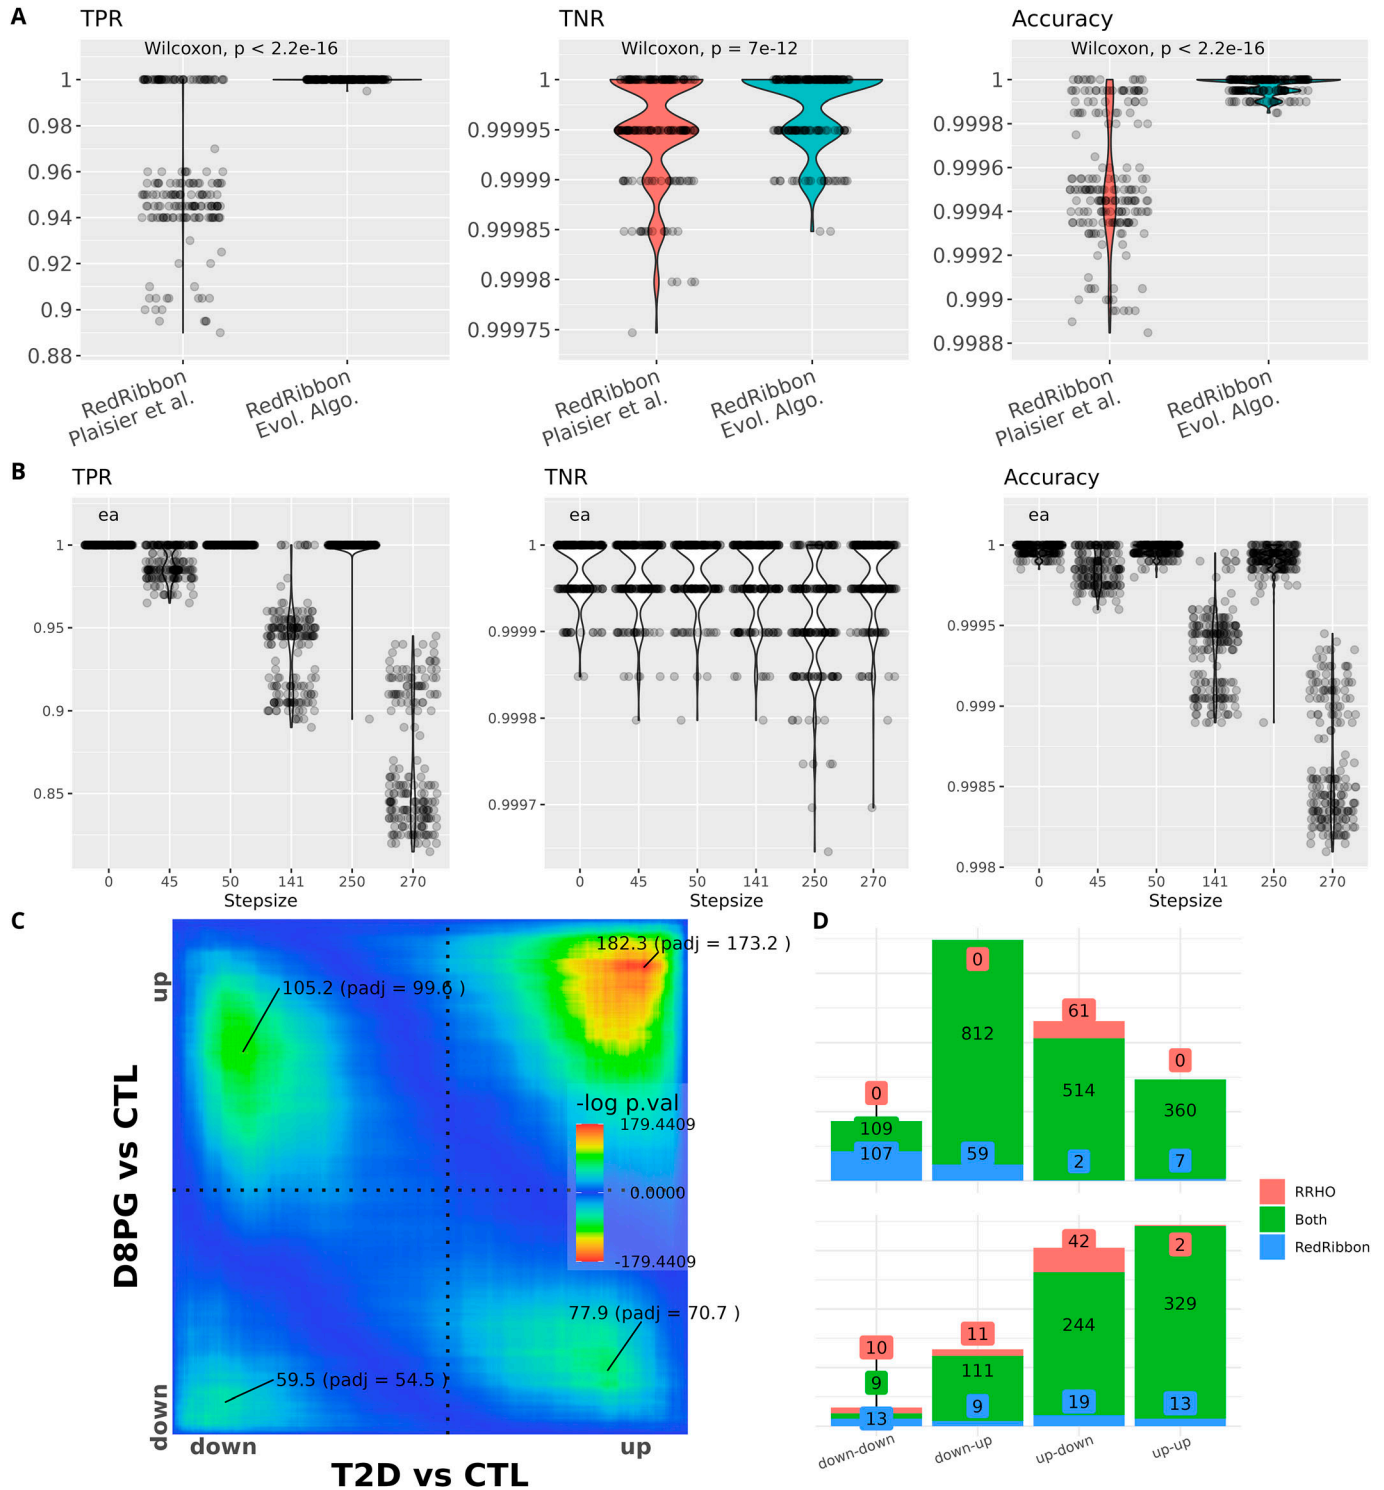 A
TPR
TNR
Accuracy
Wilcoxon, p < 2.2e-16
Wilcoxon, p = 7e-12
Wilcoxon, p < 2.2e-16
1
0.98
0.96
0.94
0.92
0.9
0.88
1
0.99995
0.9999
0.99985
0.9998
0.99975
1
0.9998
0.9996
0.9994
0.9992
0.999
0.9988
RedRibbon
Plaisier et al.
RedRibbon
Evol. Algo.
RedRibbon
Plaisier et al.
RedRibbon
Evol. Algo.
RedRibbon
Plaisier et al.
RedRibbon
Evol. Algo.
B
TPR
TNR
Accuracy
ea
ea
ea
1
0.95
0.9
0.85
1
0.9999
0.9998
0.9997
1
0.9995
0.999
0.9985
0.998
0 45 50 141 250 270
Stepsize
0 45 50 141 250 270
Stepsize
0 45 50 141 250 270
Stepsize
C
182.3 (padj = 173.2 )
105.2 (padj = 99.6 )
-log p.val
179.4409
0.0000
-179.4409
77.9 (padj = 70.7 )
59.5 (padj = 54.5 )
up
down
D8PG vs CTL
down
up
T2D vs CTL
D
0
109
107
0
812
59
61
514
2
0
360
7
10
9
13
11
111
9
42
244
19
2
329
13
down-down
down-up
up-down
up-up
RRHO
Both
RedRibbon